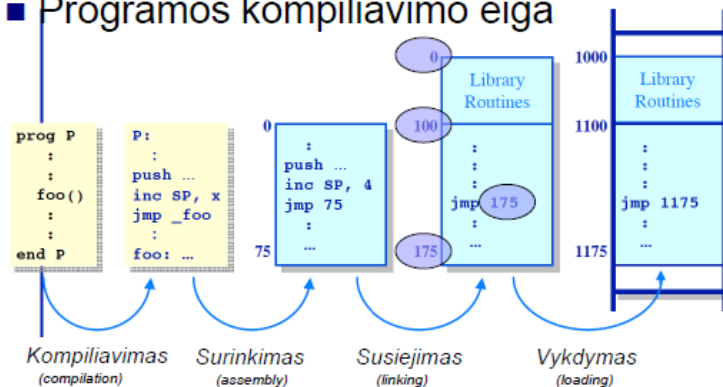 Programos kompiliavimo eiga
prog P
:
:
foo()
:
:
end P
P:
:
push ...
inc SP, x
jmp _foo
:
foo: ...
0
75
:
push ...
inc SP, 4
jmp 75
:
...
0
100
175
Library
Routines
:
:
:
jmp 175
:
...
1000
1100
1175
Library
Routines
:
:
:
jmp 1175
:
...
Kompiliavimas
(compilation)
Surinkimas
(assembly)
Susiejimas
(linking)
Vykdymas
(loading)